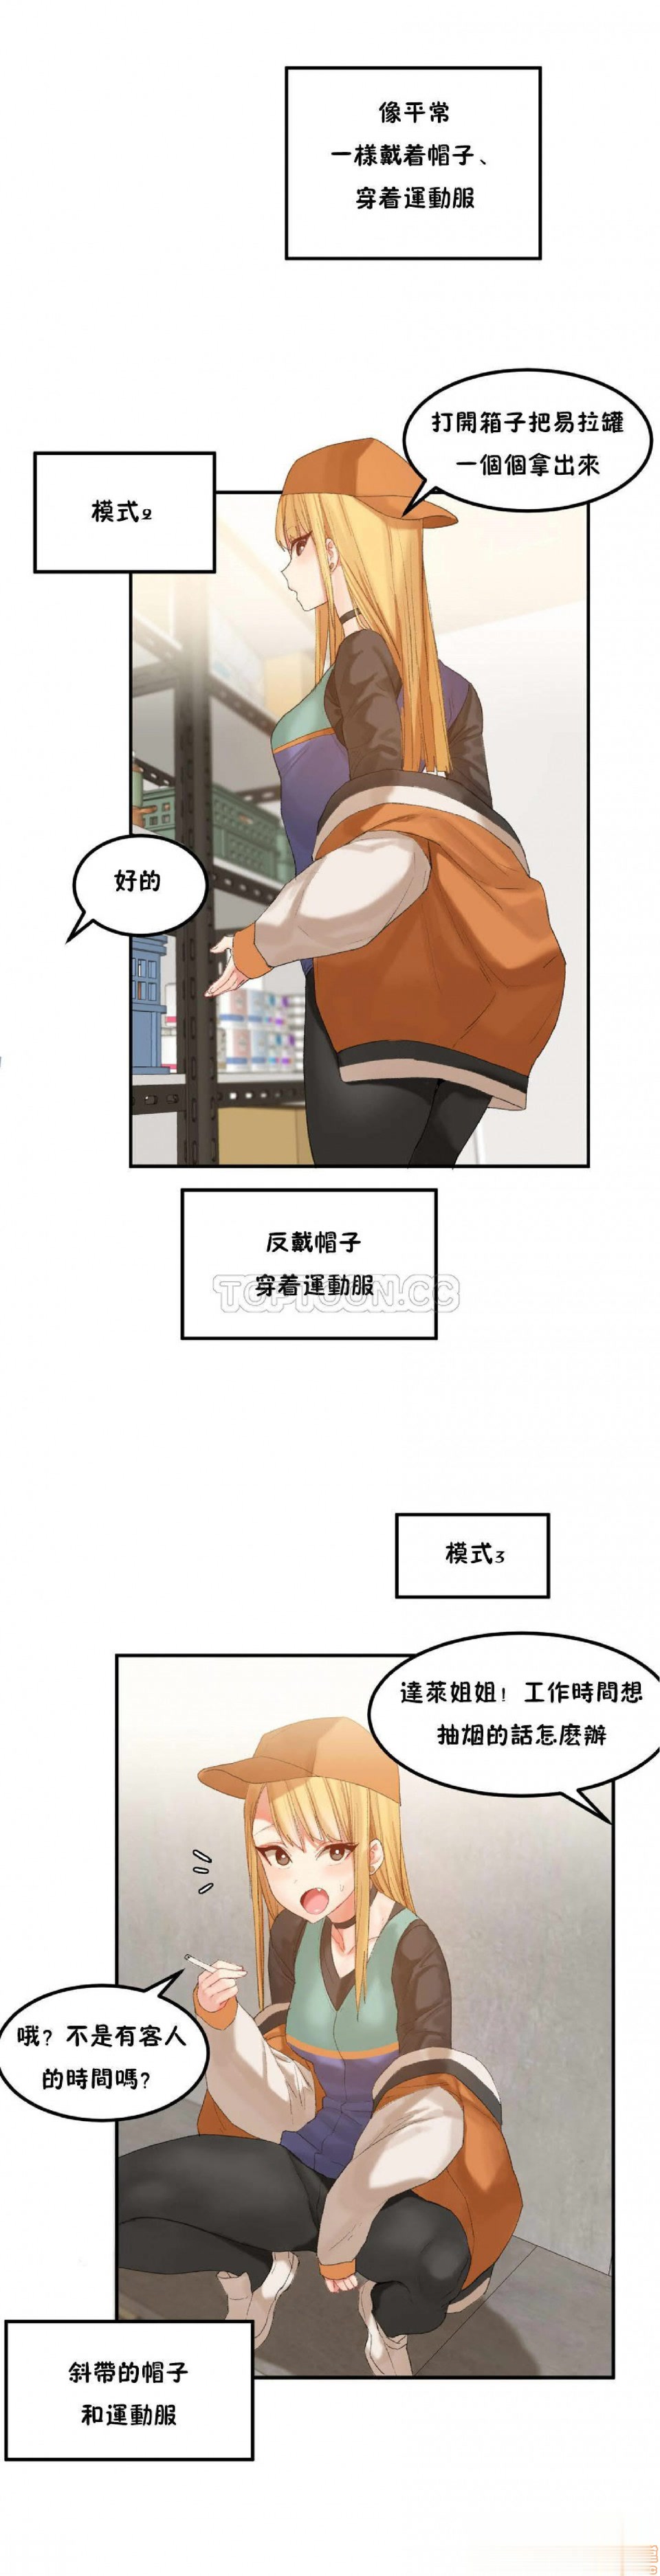 像平常
一樣戴着帽子、
穿着運動服
打開箱子把易拉罐
一個個拿出來
模式2
好的
反戴帽子
穿着運動服
TOPTOON.CC
模式3
達萊姐姐! 工作時間想
抽烟的話怎麽辦
哦? 不是有客人
的時間嗎?
斜帶的帽子
和運動服